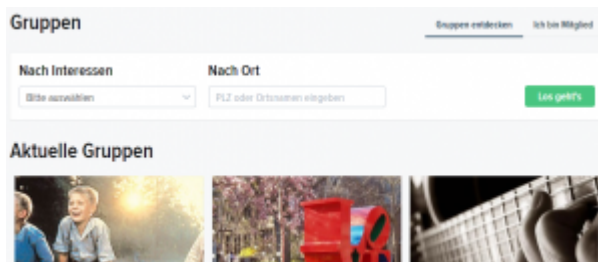 Gruppen
Gruppen entdecken
Ich bin Mitglied
Nach Interessen
Nach Ort
Bitte auswählen
PLZ oder Ortsnamen eingeben
Los geht's
Aktuelle Gruppen